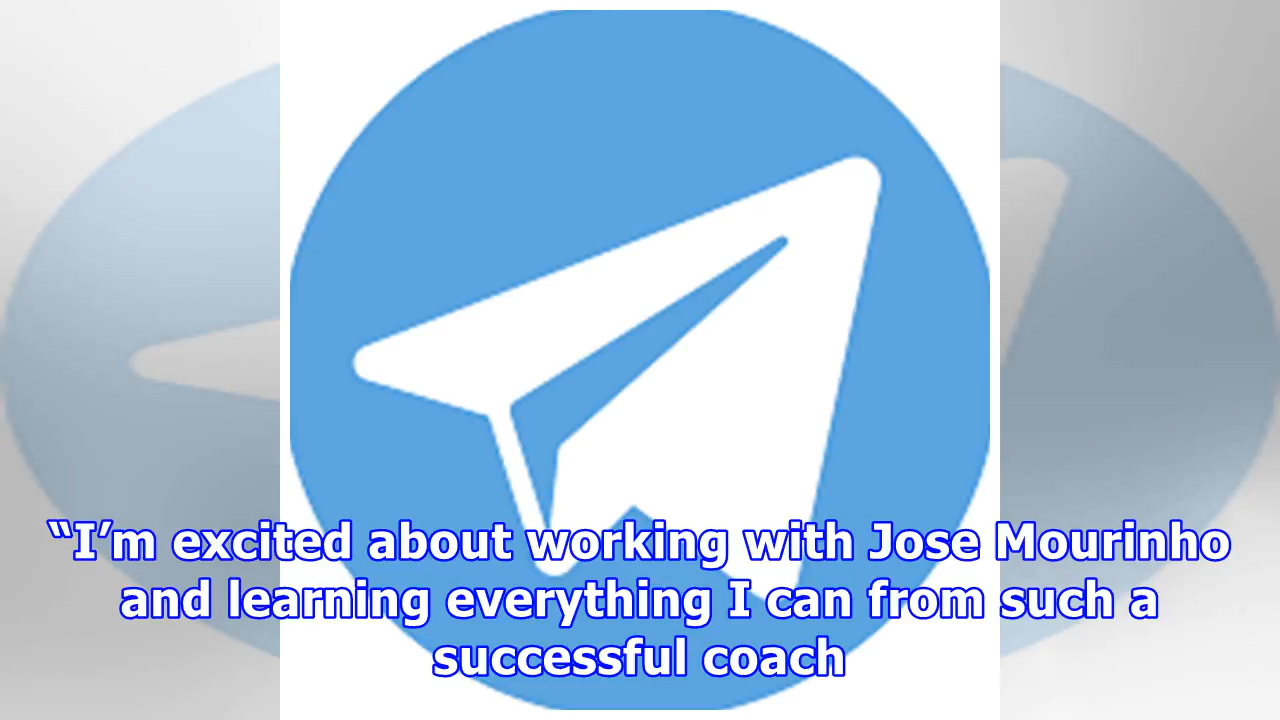 “I’m excited about working with Jose Mourinho
and learning everything I can from such a
successful coach